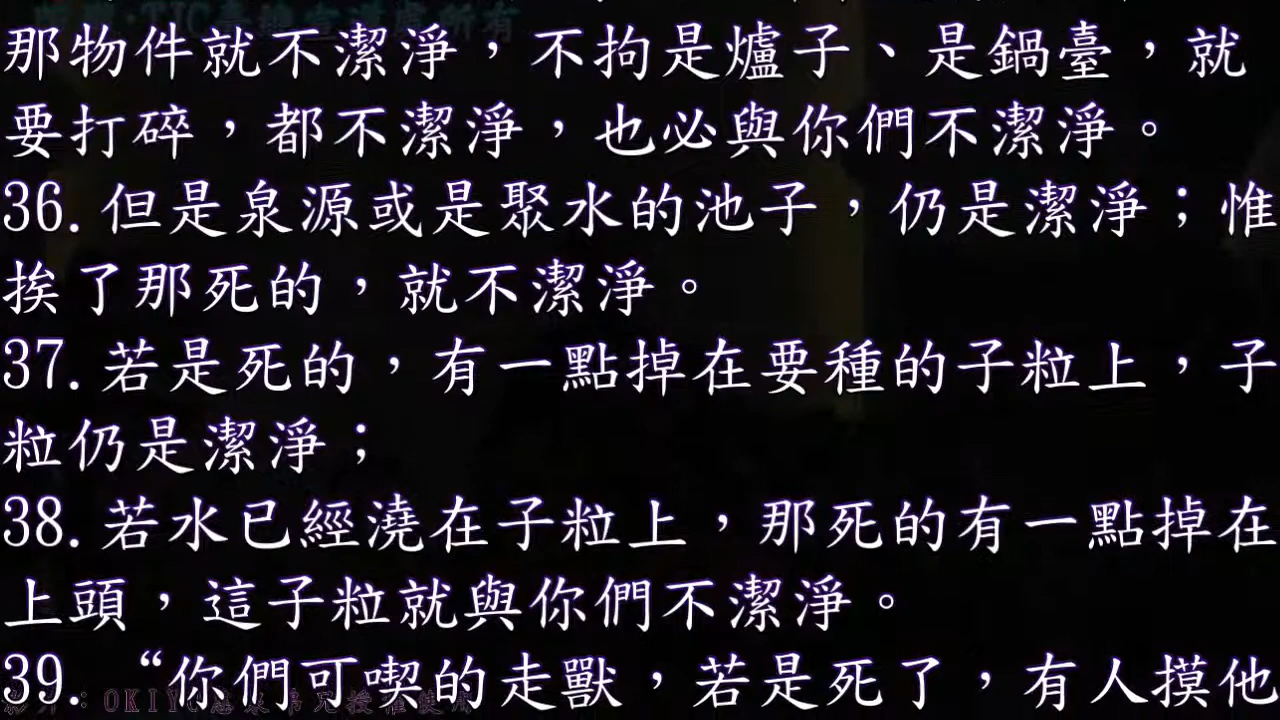 那物件就不潔淨，不拘是爐子、是鍋臺，就
要打碎，都不潔淨，也必與你們不潔淨。
36.但是泉源或是聚水的池子，仍是潔淨；惟
挨了那死的，就不潔淨。
37.若是死的，有一點掉在要種的子粒上，子
粒仍是潔淨；
38.若水已經澆在子粒上，那死的有一點掉在
上頭，這子粒就與你們不潔淨。
39.“你們可喫的走獸，若是死了，有人摸他